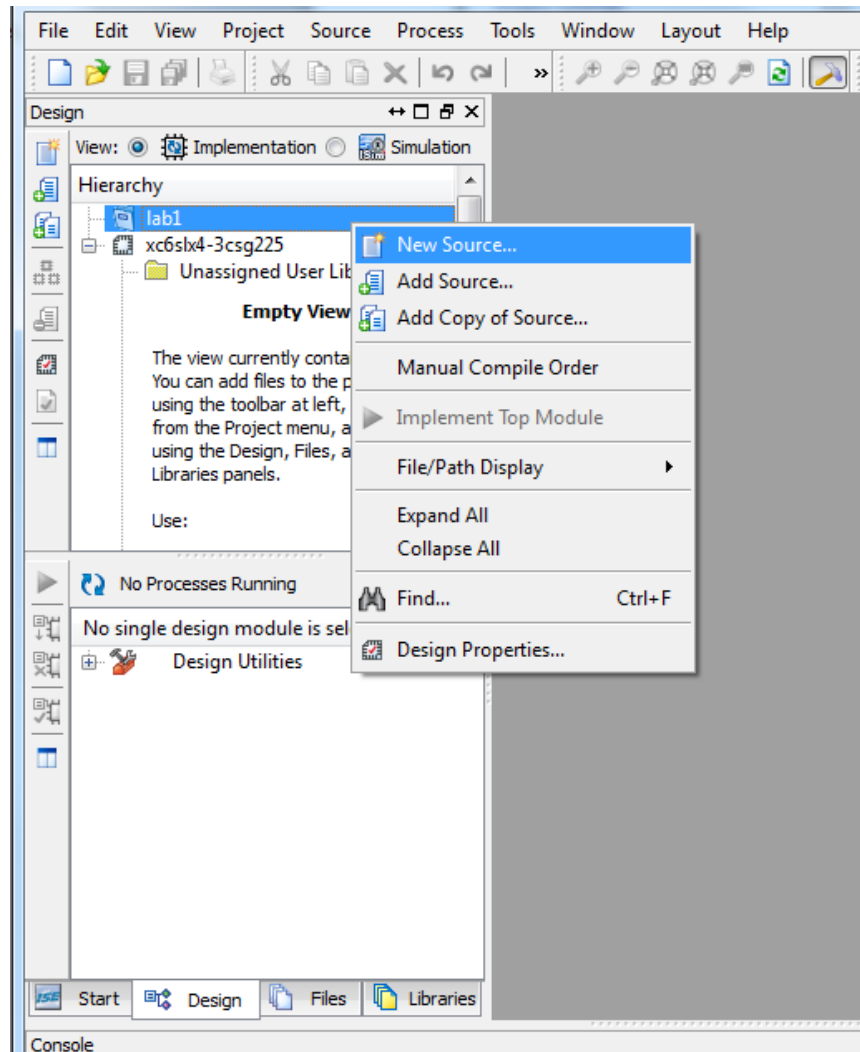 File Edit View Project Source Process Tools Window Layout Help
»
Design
View: Implementation Simulation
Hierarchy
lab1
xc6slx4-3csg225
Unassigned User Lib
Empty View
The view currently conta
You can add files to the p
using the toolbar at left,
from the Project menu, a
using the Design, Files, a
Libraries panels.
Use:
New Source...
Add Source...
Add Copy of Source...
Manual Compile Order
Implement Top Module
File/Path Display
Expand All
Collapse All
Find... Ctrl+F
Design Properties...
No Processes Running
No single design module is sel
Design Utilities
ISE Start Design Files Libraries
Console